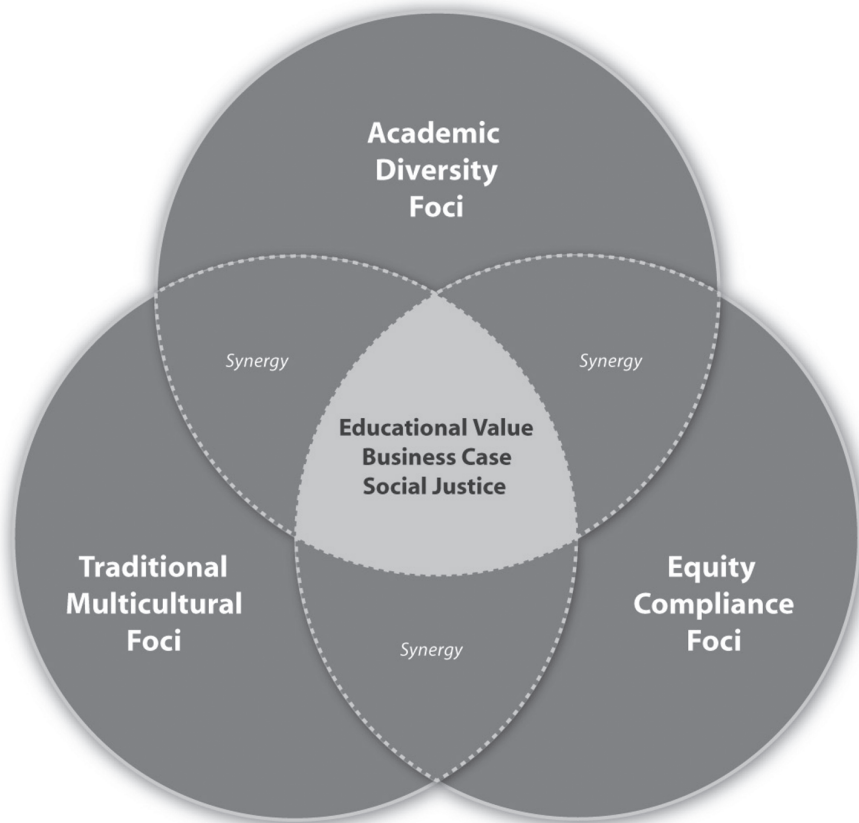 Academic
Diversity
Foci
Synergy
Synergy
Educational Value
Business Case
Social Justice
Traditional
Multicultural
Foci
Equity
Compliance
Foci
Synergy